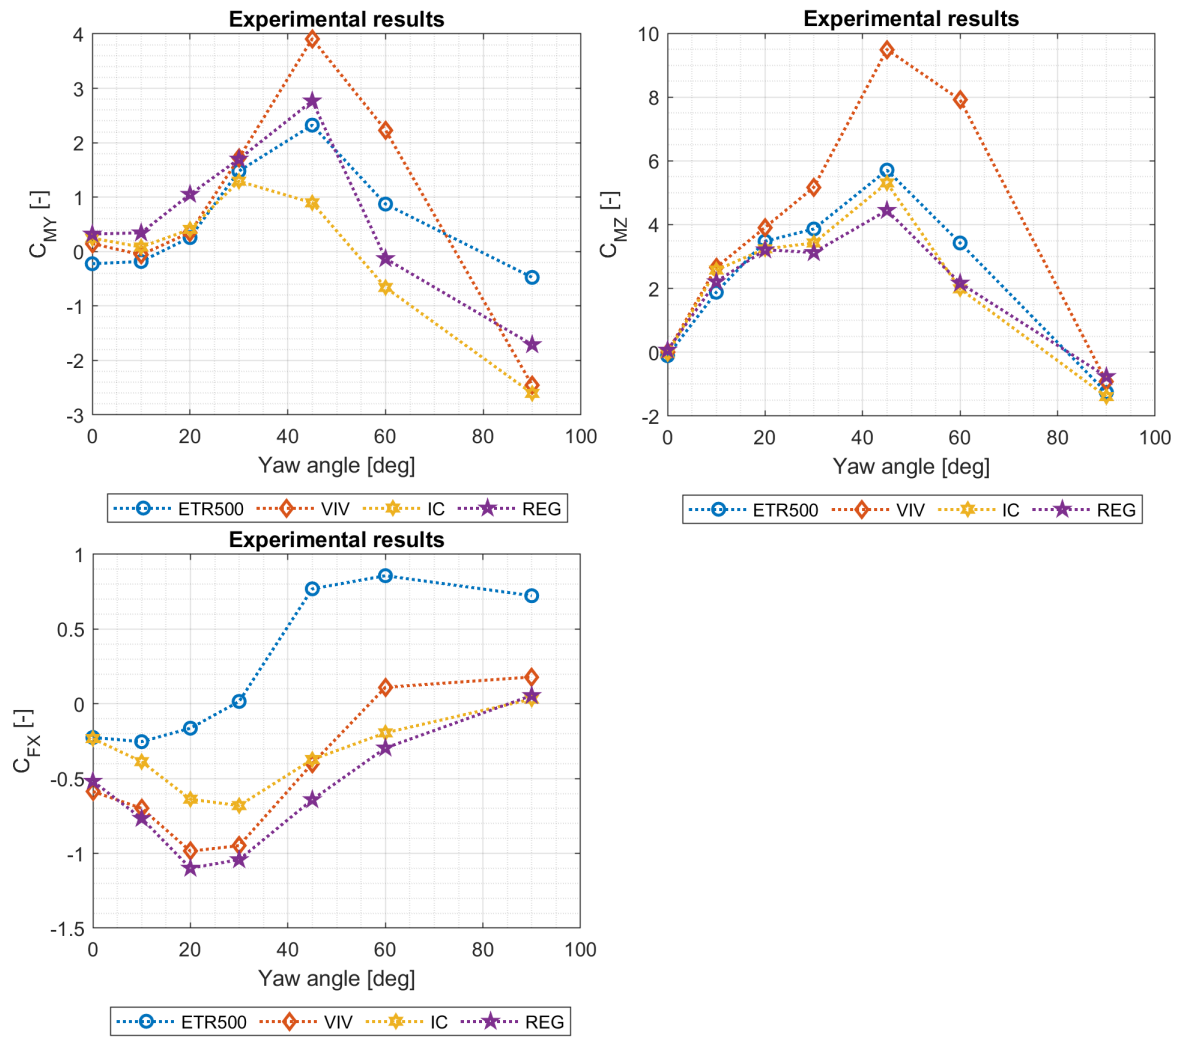 Experimental results
4
3
2
1
0
-1
-2
-3
C_MY [-]
0 20 40 60 80 100
Yaw angle [deg]
ETR500 VIV IC REG
Experimental results
10
8
6
4
2
0
-2
C_MZ [-]
0 20 40 60 80 100
Yaw angle [deg]
ETR500 VIV IC REG
Experimental results
1
0.5
0
-0.5
-1
-1.5
C_FX [-]
0 20 40 60 80 100
Yaw angle [deg]
ETR500 VIV IC REG